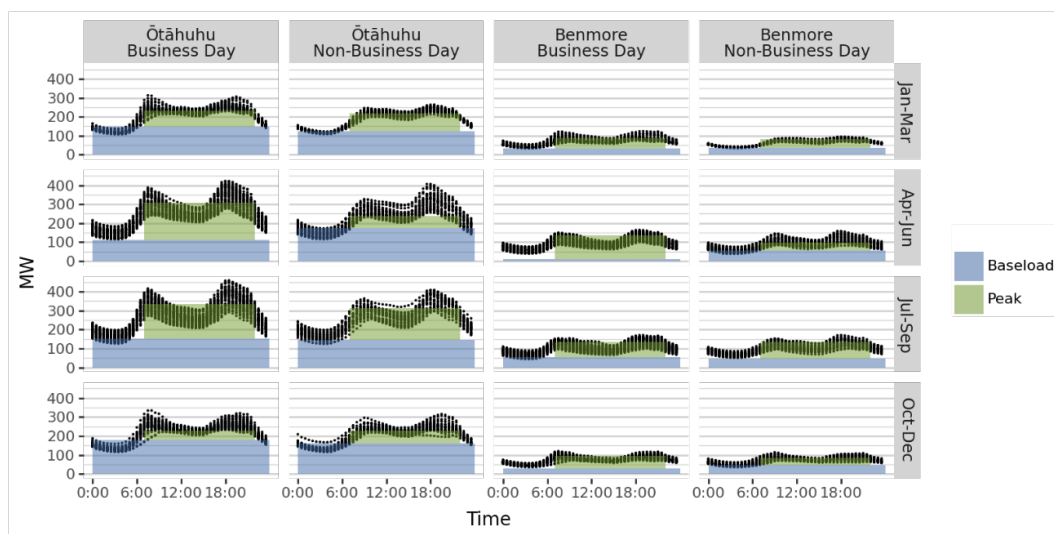 Ōtāhuhu
Business Day
Ōtāhuhu
Non-Business Day
Benmore
Business Day
Benmore
Non-Business Day
400
300
200
100
0
Jan-Mar
400
300
200
100
0
Apr-Jun
400
300
200
100
0
Jul-Sep
400
300
200
100
0
Oct-Dec
MW
0:00 6:00 12:00 18:00
0:00 6:00 12:00 18:00
0:00 6:00 12:00 18:00
0:00 6:00 12:00 18:00
Time
Baseload
Peak